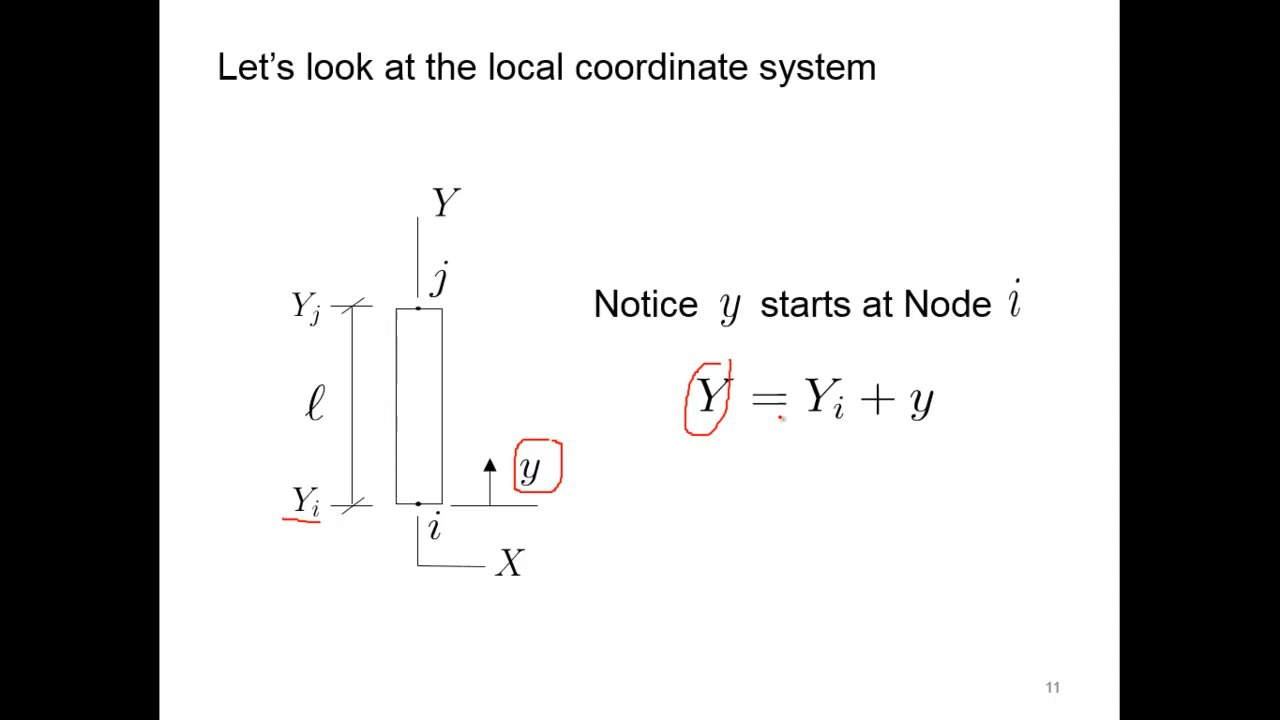 Let's look at the local coordinate system
Y
j
Y_j
Notice y starts at Node i
ℓ
Y = Y_i + y
y
Y_i
i
X
11